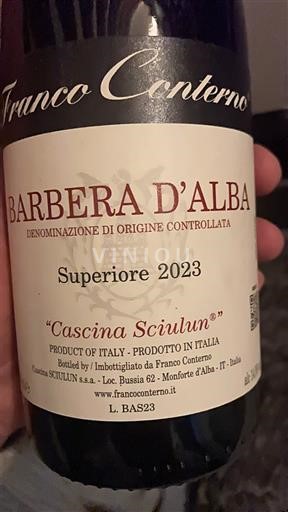 Franco Conterno
BARBERA D'ALBA
DENOMINAZIONE DI ORIGINE CONTROLLATA
VINIOU
Superiore 2023
"Cascina Sciulun®"
PRODUCT OF ITALY - PRODOTTO IN ITALIA
Bottled by / Imbottigliato da Franco Conterno
Cascina SCIULUN s.s.a. - Loc. Bussia 62 - Monforte d'Alba - IT - Italia
www.francoconterno.it
L. BAS23